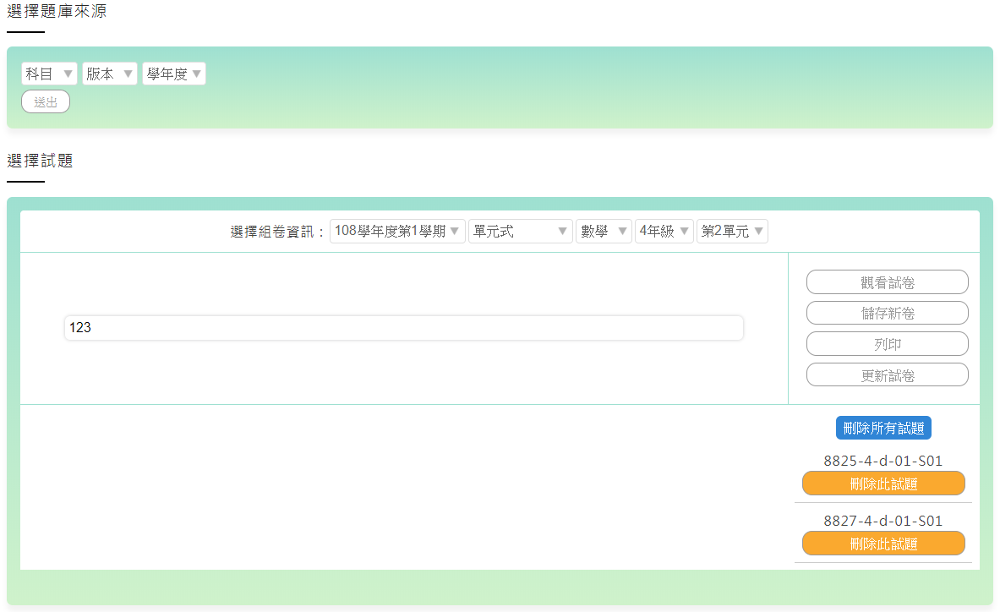 選擇題庫來源
科目 ▼ 版本 ▼ 學年度 ▼
送出
選擇試題
選擇組卷資訊： 108學年度第1學期 ▼ 單元式 ▼ 數學 ▼ 4年級 ▼ 第2單元 ▼
123
觀看試卷
儲存新卷
列印
更新試卷
刪除所有試題
8825-4-d-01-S01
刪除此試題
8827-4-d-01-S01
刪除此試題